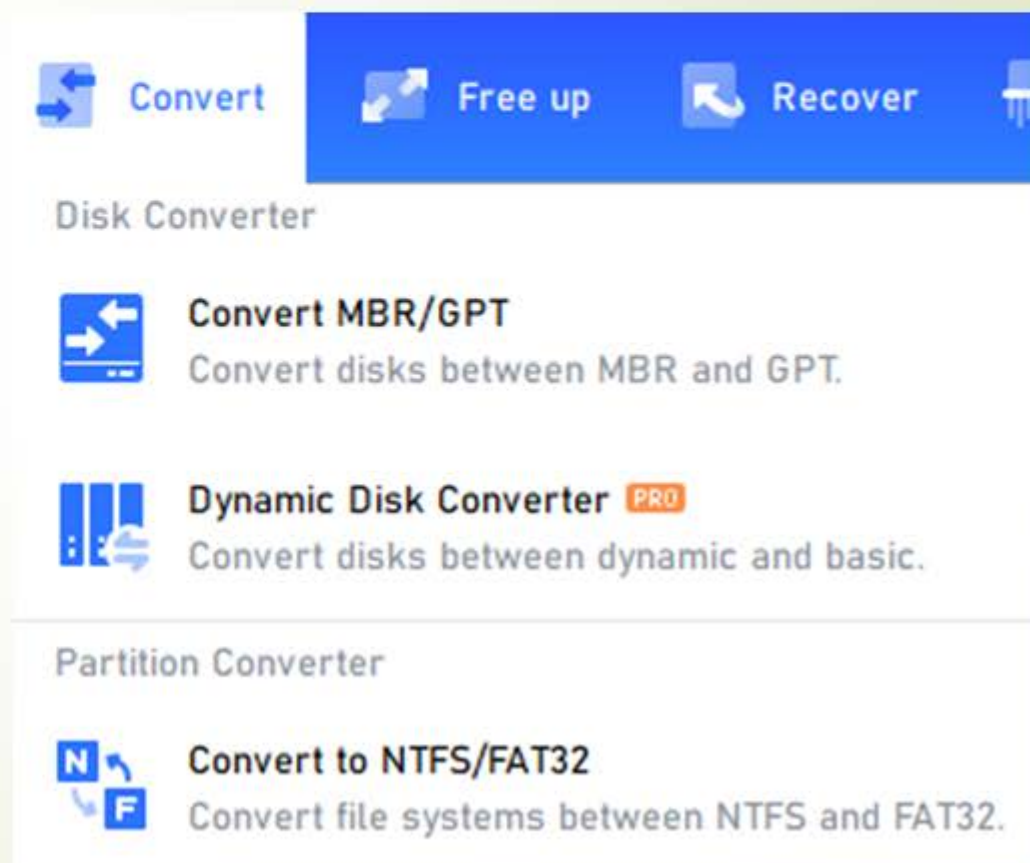 Convert Free up Recover
Disk Converter
Convert MBR/GPT
Convert disks between MBR and GPT.
Dynamic Disk Converter PRO
Convert disks between dynamic and basic.
Partition Converter
N
F
Convert to NTFS/FAT32
Convert file systems between NTFS and FAT32.